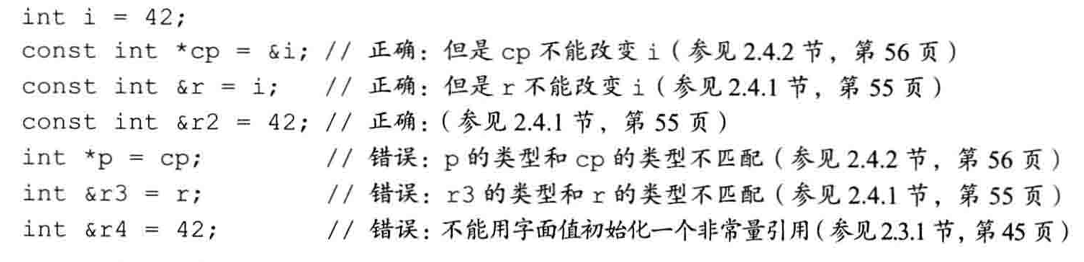 int i = 42;
const int *cp = &i; // 正确：但是 cp 不能改变 i（参见 2.4.2 节，第 56 页）
const int &r = i; // 正确：但是 r 不能改变 i（参见 2.4.1 节，第 55 页）
const int &r2 = 42; // 正确：（参见 2.4.1 节，第 55 页）
int *p = cp; // 错误：p 的类型和 cp 的类型不匹配（参见 2.4.2 节，第 56 页）
int &r3 = r; // 错误：r3 的类型和 r 的类型不匹配（参见 2.4.1 节，第 55 页）
int &r4 = 42; // 错误：不能用字面值初始化一个非常量引用（参见 2.3.1 节，第 45 页）